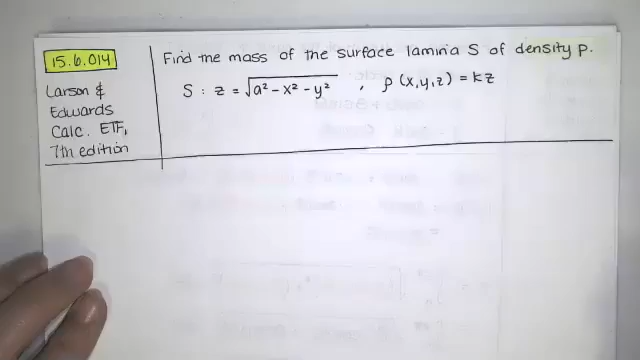 15.6.014
Larson &
Edwards
Calc. ETF,
7th edition
Find the mass of the surface lamina S of density ρ.
S : z = √(a² - x² - y²) , ρ(x,y,z) = kz